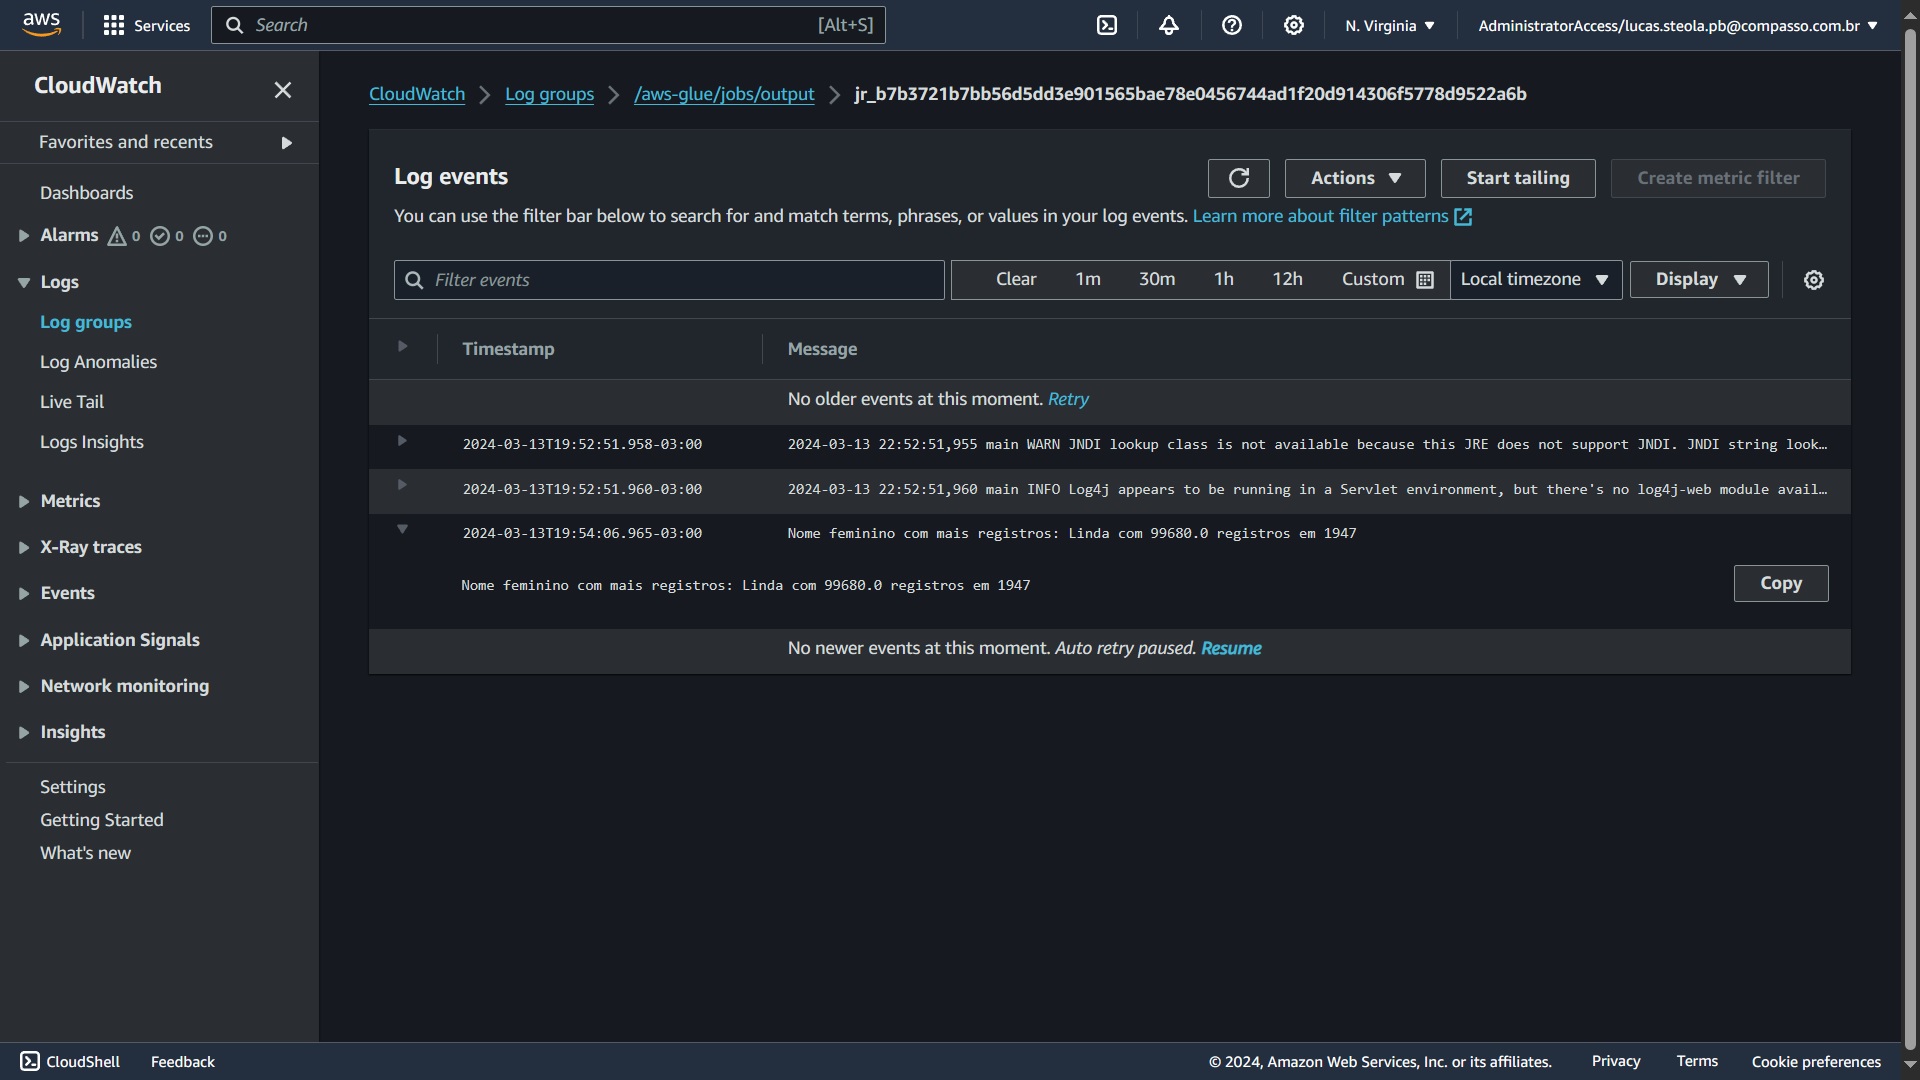 aws
Services
Search
[Alt+S]
N. Virginia
AdministratorAccess/lucas.steola.pb@compasso.com.br
CloudWatch
Favorites and recents
Dashboards
Alarms 0 0 0
Logs
Log groups
Log Anomalies
Live Tail
Logs Insights
Metrics
X-Ray traces
Events
Application Signals
Network monitoring
Insights
Settings
Getting Started
What's new
CloudWatch
Log groups
/aws-glue/jobs/output
jr_b7b3721b7bb56d5dd3e901565bae78e0456744ad1f20d914306f5778d9522a6b
Log events
Actions
Start tailing
Create metric filter
You can use the filter bar below to search for and match terms, phrases, or values in your log events. Learn more about filter patterns
Filter events
Clear
1m
30m
1h
12h
Custom
Local timezone
Display
Timestamp
Message
No older events at this moment. Retry
2024-03-13T19:52:51.958-03:00
2024-03-13 22:52:51,955 main WARN JNDI lookup class is not available because this JRE does not support JNDI. JNDI string look…
2024-03-13T19:52:51.960-03:00
2024-03-13 22:52:51,960 main INFO Log4j appears to be running in a Servlet environment, but there's no log4j-web module avail…
2024-03-13T19:54:06.965-03:00
Nome feminino com mais registros: Linda com 99680.0 registros em 1947
Nome feminino com mais registros: Linda com 99680.0 registros em 1947
Copy
No newer events at this moment. Auto retry paused. Resume
CloudShell
Feedback
© 2024, Amazon Web Services, Inc. or its affiliates.
Privacy
Terms
Cookie preferences